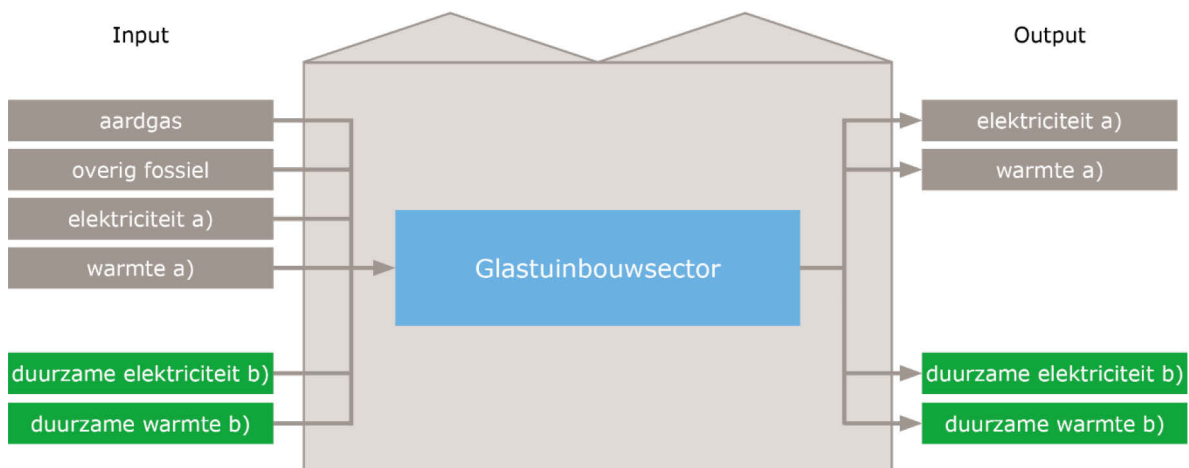 Input
Output
aardgas
overig fossiel
elektriciteit a)
warmte a)
duurzame elektriciteit b)
duurzame warmte b)
Glastuinbouwsector
elektriciteit a)
warmte a)
duurzame elektriciteit b)
duurzame warmte b)